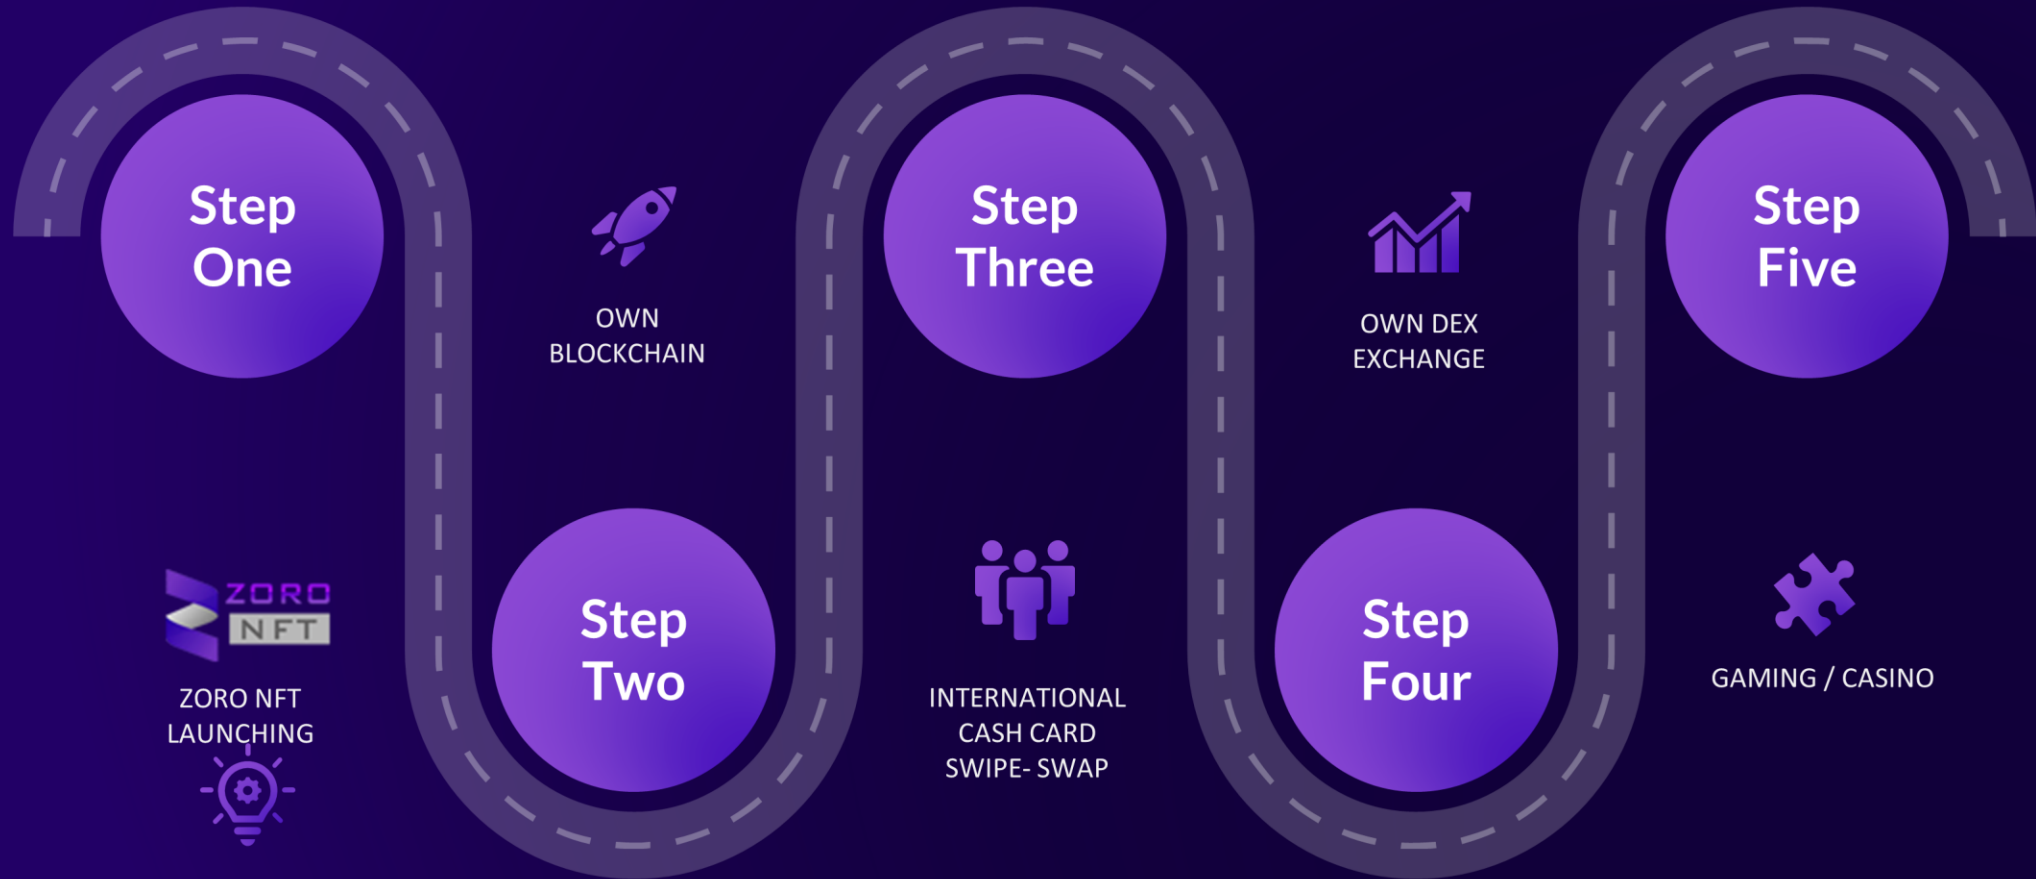 Step
One
ZORO
NFT
ZORO NFT
LAUNCHING
OWN
BLOCKCHAIN
Step
Two
Step
Three
INTERNATIONAL
CASH CARD
SWIPE- SWAP
OWN DEX
EXCHANGE
Step
Four
Step
Five
GAMING / CASINO